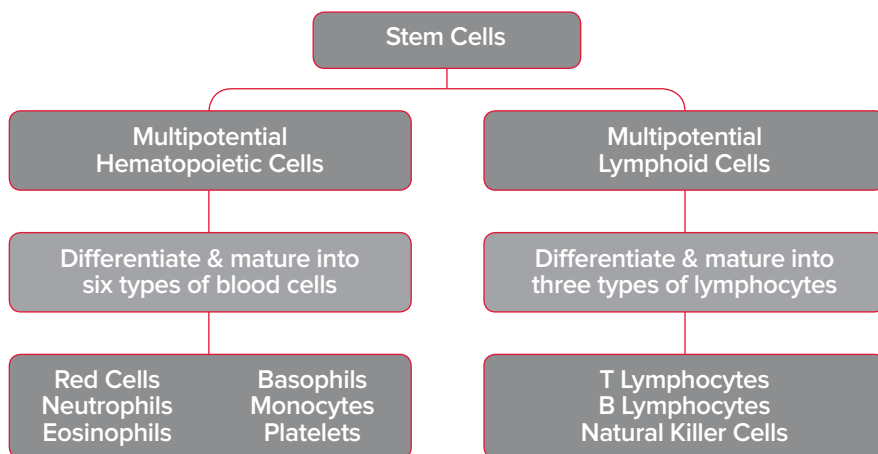 Stem Cells
Multipotential
Hematopoietic Cells
Multipotential
Lymphoid Cells
Differentiate & mature into
six types of blood cells
Differentiate & mature into
three types of lymphocytes
Red Cells
Neutrophils
Eosinophils
Basophils
Monocytes
Platelets
T Lymphocytes
B Lymphocytes
Natural Killer Cells